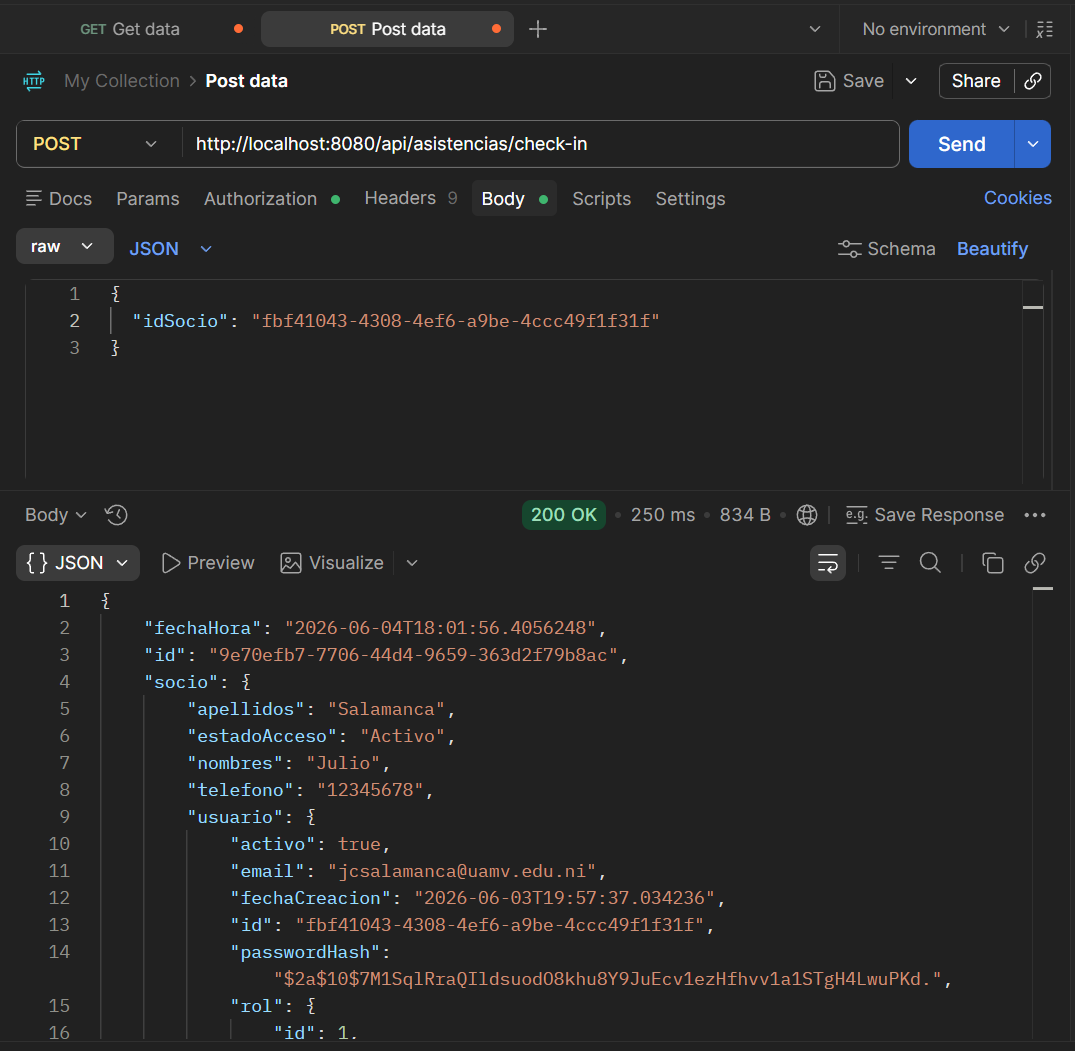 GET Get data
POST Post data
No environment
HTTP My Collection > Post data
Save
Share
POST
http://localhost:8080/api/asistencias/check-in
Send
Docs Params Authorization Headers 9 Body Scripts Settings Cookies
raw JSON Schema Beautify
1 {
2 "idSocio": "fbf41043-4308-4ef6-a9be-4ccc49f1f31f"
3 }
Body 200 OK • 250 ms • 834 B • e.g. Save Response
{} JSON Preview Visualize
1 {
2 "fechaHora": "2026-06-04T18:01:56.4056248",
3 "id": "9e70efb7-7706-44d4-9659-363d2f79b8ac",
4 "socio": {
5 "apellidos": "Salamanca",
6 "estadoAcceso": "Activo",
7 "nombres": "Julio",
8 "telefono": "12345678",
9 "usuario": {
10 "activo": true,
11 "email": "jcsalamanca@uamv.edu.ni",
12 "fechaCreacion": "2026-06-03T19:57:37.034236",
13 "id": "fbf41043-4308-4ef6-a9be-4ccc49f1f31f",
14 "passwordHash":
"$2a$10$7M1SqlRraQIldsuodO8khu8Y9JuEcv1ezHfhvv1a1STgH4LwuPKd.",
15 "rol": {
16 "id": 1,